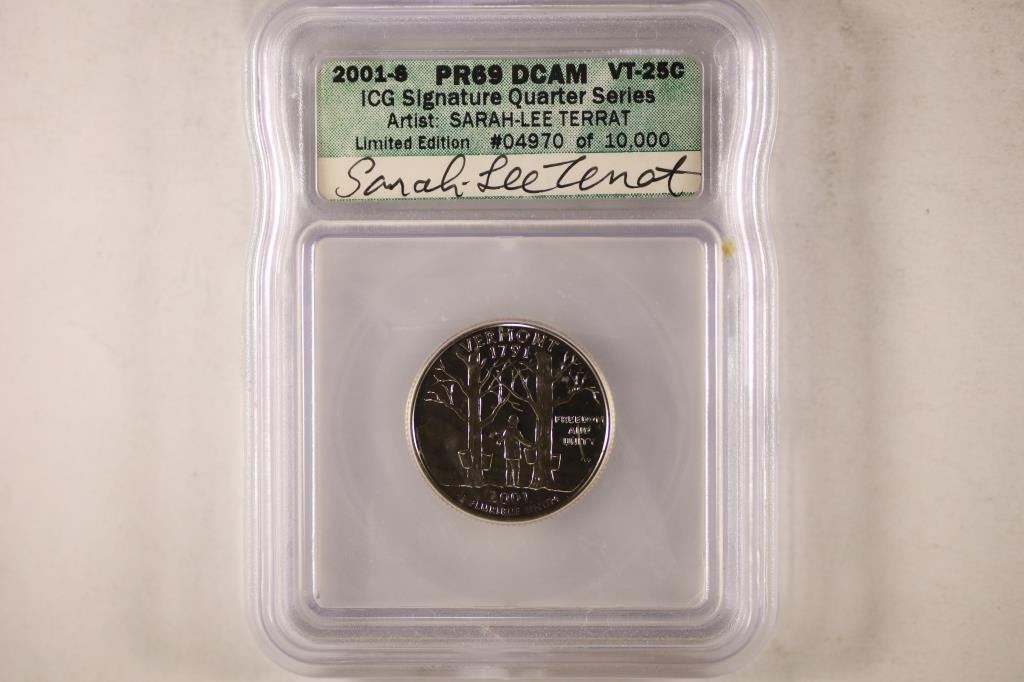 2001-S PR69 DCAM VT-25C
ICG Signature Quarter Series
Artist: SARAH-LEE TERRAT
Limited Edition #04970 of 10,000
Sarah-Lee Terrat
VERMONT
1791
FREEDOM
AND
UNITY
2001
E PLURIBUS UNUM